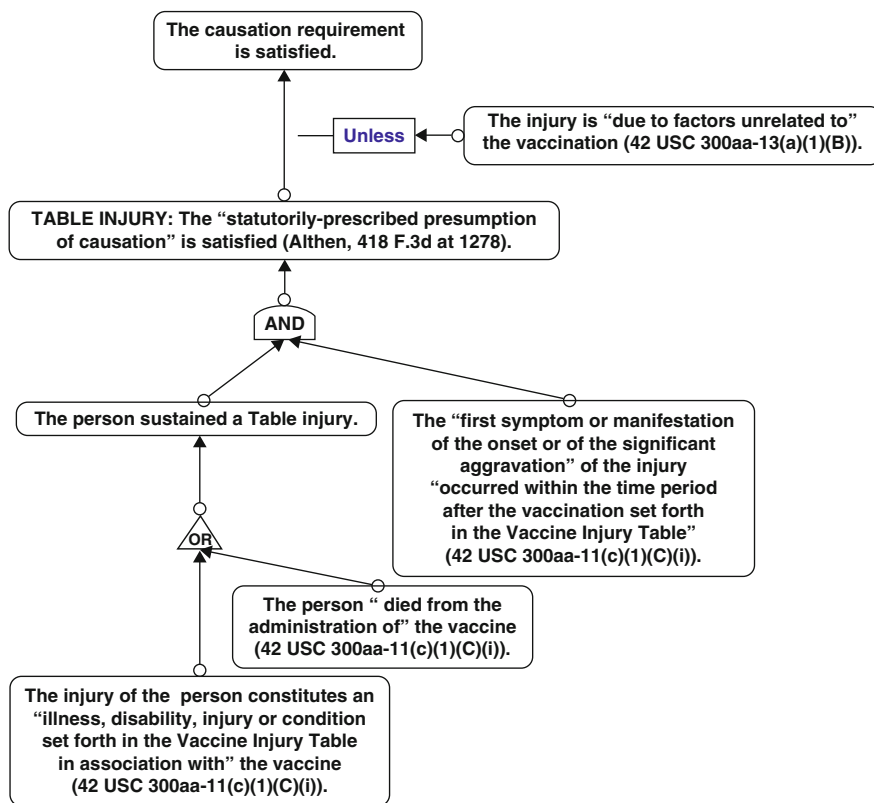 The causation requirement
is satisfied.
Unless
The injury is “due to factors unrelated to”
the vaccination (42 USC 300aa-13(a)(1)(B)).
TABLE INJURY: The “statutorily-prescribed presumption
of causation” is satisfied (Althen, 418 F.3d at 1278).
AND
The person sustained a Table injury.
The “first symptom or manifestation
of the onset or of the significant
aggravation” of the injury
“occurred within the time period
after the vaccination set forth
in the Vaccine Injury Table”
(42 USC 300aa-11(c)(1)(C)(i)).
OR
The person “ died from the
administration of” the vaccine
(42 USC 300aa-11(c)(1)(C)(i)).
The injury of the person constitutes an
“illness, disability, injury or condition
set forth in the Vaccine Injury Table
in association with” the vaccine
(42 USC 300aa-11(c)(1)(C)(i)).